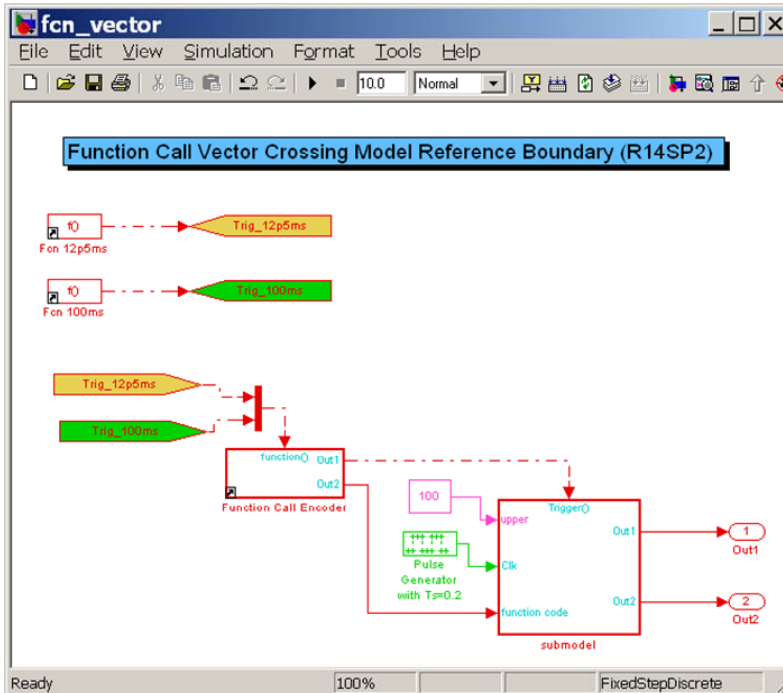 fcn_vector
File Edit View Simulation Format Tools Help
10.0 Normal
Function Call Vector Crossing Model Reference Boundary (R14SP2)
f() Trig_12p5ms
Fcn 12p5ms
f() Trig_100ms
Fcn 100ms
Trig_12p5ms
Trig_100ms
function() Out1
Out2
Function Call Encoder
100
Trigger()
upper
Out1
1
Out1
Clk
Pulse
Generator
with Ts=0.2
function code
Out2
2
Out2
submodel
Ready 100% FixedStepDiscrete